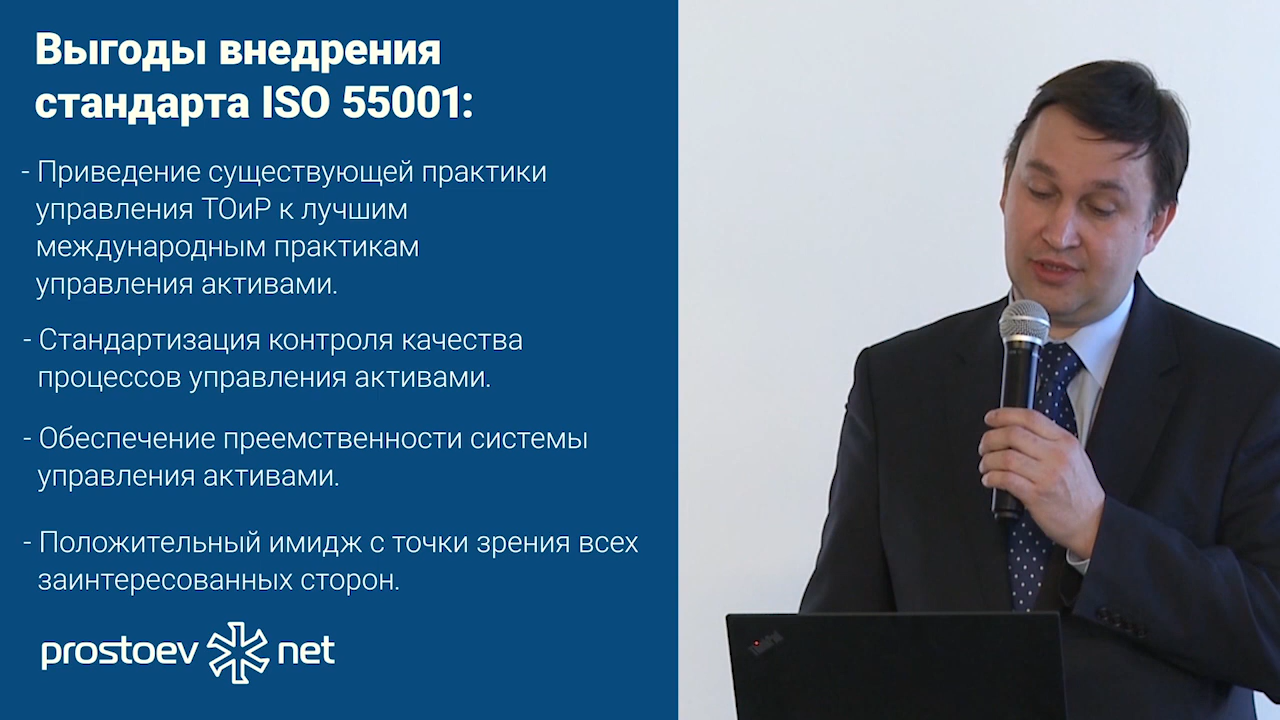 Выгоды внедрения
стандарта ISO 55001:
- Приведение существующей практики
управления ТОиР к лучшим
международным практикам
управления активами.
- Стандартизация контроля качества
процессов управления активами.
- Обеспечение преемственности системы
управления активами.
- Положительный имидж с точки зрения всех
заинтересованных сторон.
prostoev net
ThinkPad